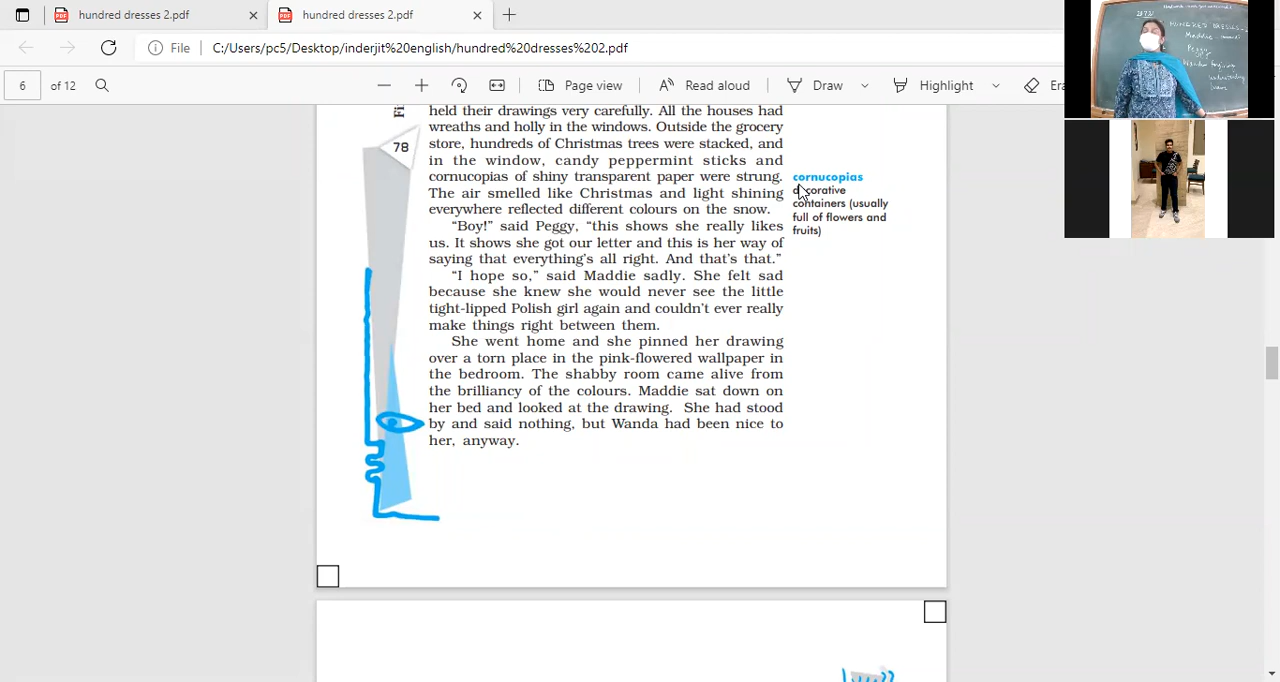 hundred dresses 2.pdf
hundred dresses 2.pdf
File
C:/Users/pc5/Desktop/inderjit%20english/hundred%20dresses%202.pdf
6 of 12
Page view
Read aloud
Draw
Highlight
Era
HUNDRED DRESSES
Maddie
Peggy
78
held their drawings very carefully. All the houses had
wreaths and holly in the windows. Outside the grocery
store, hundreds of Christmas trees were stacked, and
in the window, candy peppermint sticks and
cornucopias of shiny transparent paper were strung.
The air smelled like Christmas and light shining
everywhere reflected different colours on the snow.
“Boy!” said Peggy, “this shows she really likes
us. It shows she got our letter and this is her way of
saying that everything’s all right. And that’s that.”
“I hope so,” said Maddie sadly. She felt sad
because she knew she would never see the little
tight-lipped Polish girl again and couldn’t ever really
make things right between them.
She went home and she pinned her drawing
over a torn place in the pink-flowered wallpaper in
the bedroom. The shabby room came alive from
the brilliancy of the colours. Maddie sat down on
her bed and looked at the drawing. She had stood
by and said nothing, but Wanda had been nice to
her, anyway.
cornucopias
decorative
containers (usually
full of flowers and
fruits)